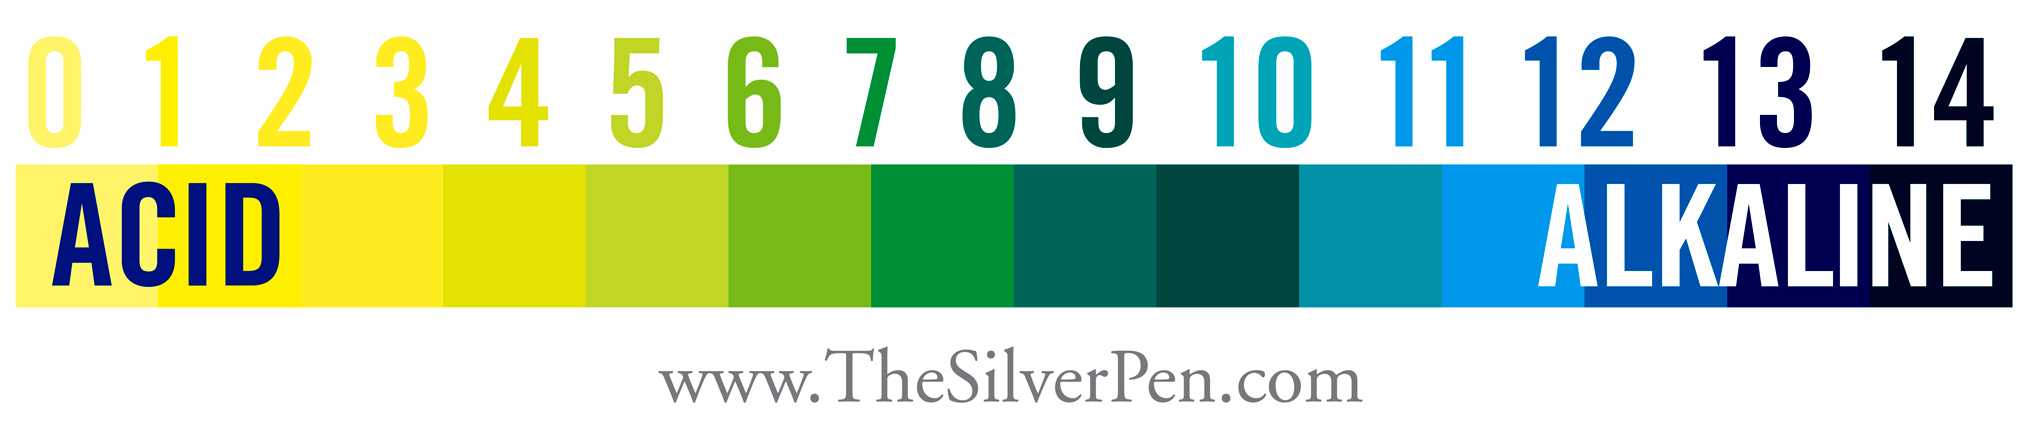 0 1 2 3 4 5 6 7 8 9 10 11 12 13 14
ACID ALKALINE
www.TheSilverPen.com